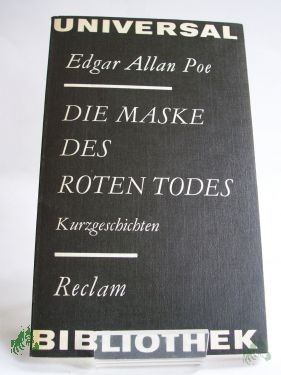 UNIVERSAL
Edgar Allan Poe
DIE MASKE
DES
ROTEN TODES
Kurzgeschichten
Reclam
BIBLIOTHEK